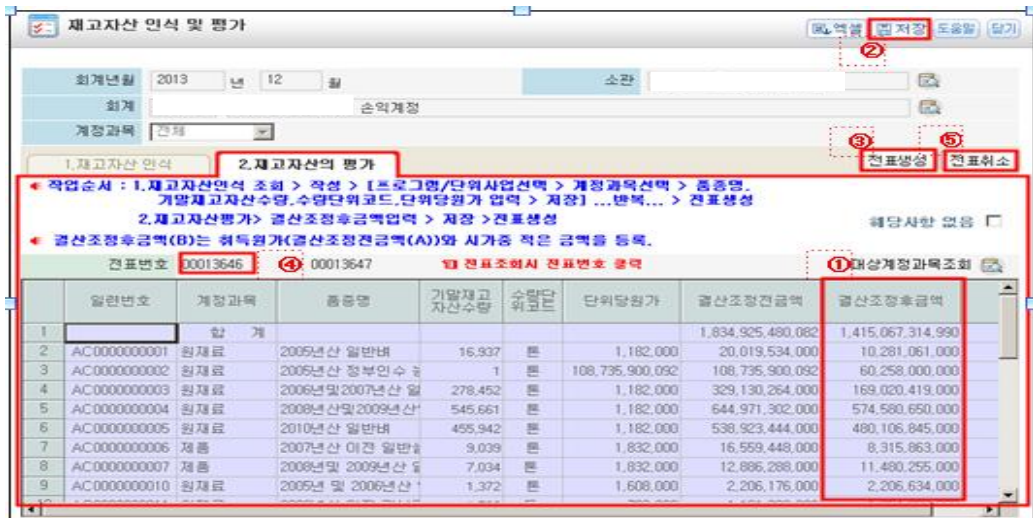 재고자산 인식 및 평가
엑셀 저장 도움말 닫기
②
회계년월 2013 년 12 월 소관
회계 손익계정
계정과목 전체
③ ⑤
1.재고자산 인식 2.재고자산의 평가 전표생성 전표취소
작업순서 : 1.재고자산인식 조회 > 작성 > [프로그램/단위사업선택 > 계정과목선택 > 품종명,
기말재고자산수량,수량단위코드,단위당원가 입력 > 저장] ...반복... > 전표생성
2.재고자산평가> 결산조정후금액입력 > 저장 >전표생성
해당사항 없음
결산조정후금액(B)는 취득원가(결산조정전금액(A))와 시가중 적은 금액을 등록.
전표번호 00013646 ④ 00013647 전표조회시 전표번호 클릭 ① 대상계정과목조회
일련번호 계정과목 품종명 기말재고자산수량 수량단위코드 단위당원가 결산조정전금액 결산조정후금액
1 합 계 1,834,925,480,082 1,415,067,314,990
2 AC0000000001 원재료 2005년산 일반벼 16,937 톤 1,182,000 20,019,534,000 10,281,061,000
3 AC0000000002 원재료 2005년산 정부인수 1 톤 108,735,900,092 108,735,900,092 60,258,000,000
4 AC0000000003 원재료 2006년및2007년산 일 278,452 톤 1,182,000 329,130,264,000 169,020,419,000
5 AC0000000004 원재료 2008년산및2009년산 545,661 톤 1,182,000 644,971,302,000 574,580,650,000
6 AC0000000005 원재료 2010년산 일반벼 455,942 톤 1,182,000 538,923,444,000 480,106,845,000
7 AC0000000006 제품 2007년산 이전 일반 9,039 톤 1,832,000 16,559,448,000 8,315,863,000
8 AC0000000007 제품 2008년및 2009년산 일 7,034 톤 1,832,000 12,886,288,000 11,480,255,000
9 AC0000000010 원재료 2005년 및 2006년산 1,372 톤 1,608,000 2,206,176,000 2,206,634,000